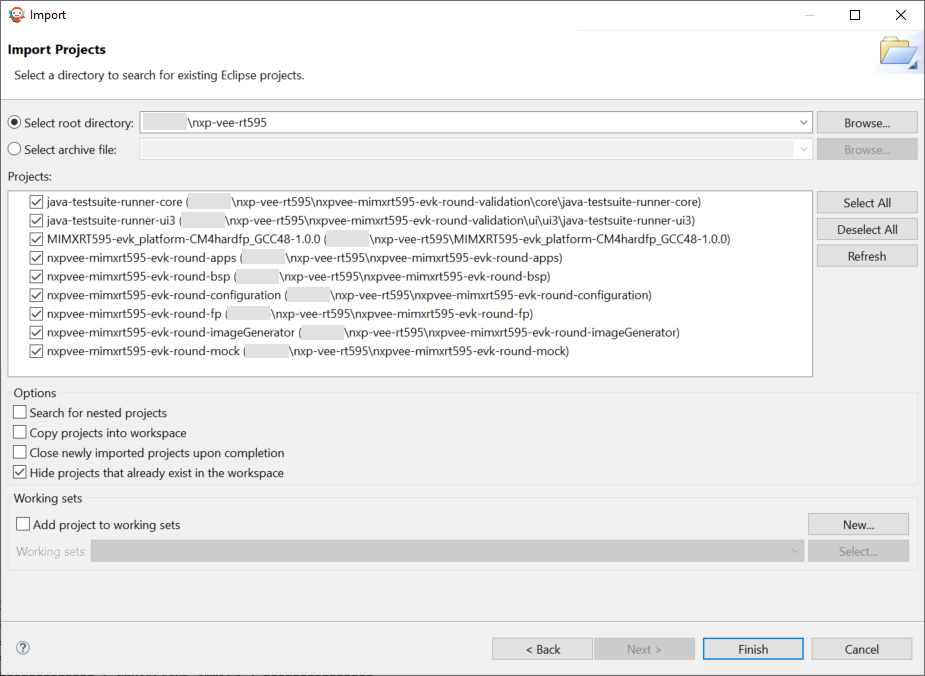 Import
Import Projects
Select a directory to search for existing Eclipse projects.
Select root directory: \nxp-vee-rt595 Browse...
Select archive file: Browse...
Projects:
java-testsuite-runner-core ( \nxp-vee-rt595\nxpvee-mimxrt595-evk-round-validation\core\java-testsuite-runner-core)
java-testsuite-runner-ui3 ( \nxp-vee-rt595\nxpvee-mimxrt595-evk-round-validation\ui\ui3\java-testsuite-runner-ui3)
MIMXRT595-evk_platform-CM4hardfp_GCC48-1.0.0 ( \nxp-vee-rt595\MIMXRT595-evk_platform-CM4hardfp_GCC48-1.0.0)
nxpvee-mimxrt595-evk-round-apps ( \nxp-vee-rt595\nxpvee-mimxrt595-evk-round-apps)
nxpvee-mimxrt595-evk-round-bsp ( \nxp-vee-rt595\nxpvee-mimxrt595-evk-round-bsp)
nxpvee-mimxrt595-evk-round-configuration ( \nxp-vee-rt595\nxpvee-mimxrt595-evk-round-configuration)
nxpvee-mimxrt595-evk-round-fp ( \nxp-vee-rt595\nxpvee-mimxrt595-evk-round-fp)
nxpvee-mimxrt595-evk-round-imageGenerator ( \nxp-vee-rt595\nxpvee-mimxrt595-evk-round-imageGenerator)
nxpvee-mimxrt595-evk-round-mock ( \nxp-vee-rt595\nxpvee-mimxrt595-evk-round-mock)
Select All
Deselect All
Refresh
Options
Search for nested projects
Copy projects into workspace
Close newly imported projects upon completion
Hide projects that already exist in the workspace
Working sets
Add project to working sets New...
Working sets: Select...
? < Back Next > Finish Cancel